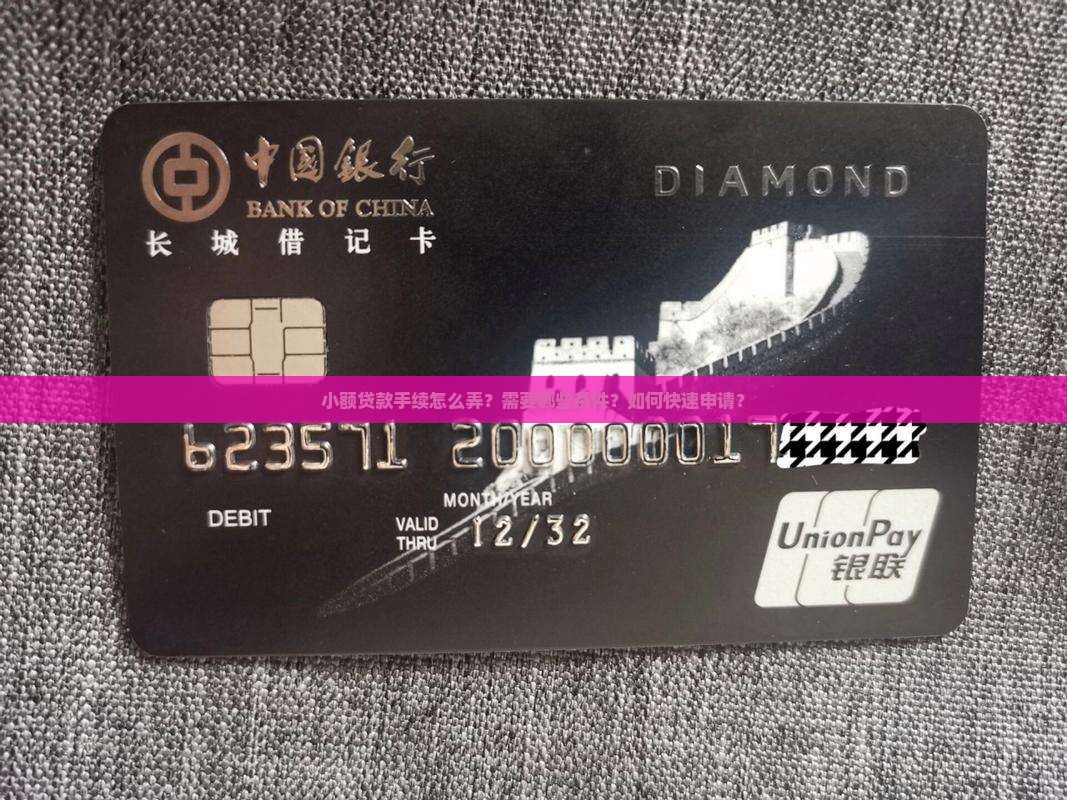 中国銀行
BANK OF CHINA
长城借记卡
DIAMOND
小额贷款手续怎么弄？需要哪些条件？如何快速申请？
623571 200000017
MONTH/YEAR
DEBIT
VALID THRU 12/32
UnionPay
银联